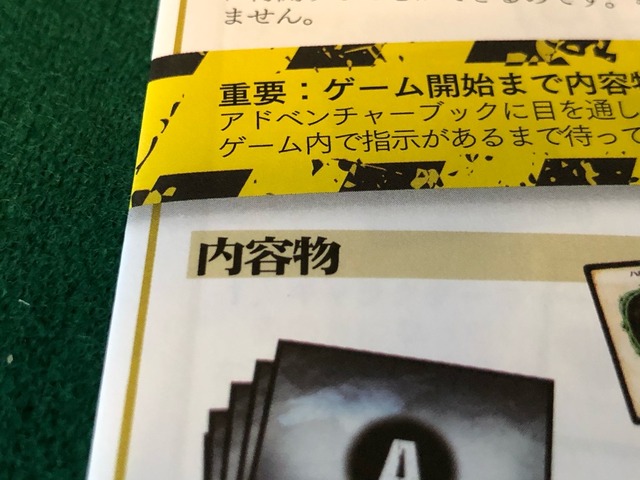 ません。
重要：ゲーム開始まで内容物
アドベンチャーブックに目を通し
ゲーム内で指示があるまで待って
内容物
A